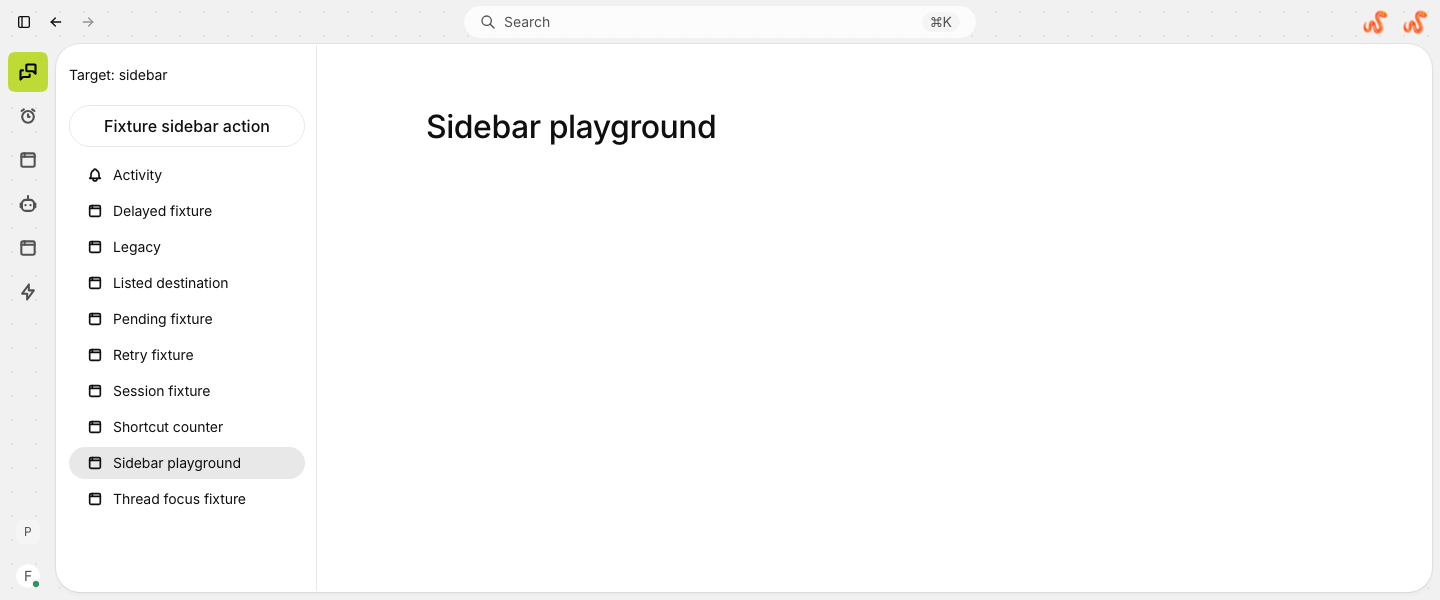 Search
⌘K
Target: sidebar
Fixture sidebar action
Activity
Delayed fixture
Legacy
Listed destination
Pending fixture
Retry fixture
Session fixture
Shortcut counter
Sidebar playground
Thread focus fixture
P
F
Sidebar playground